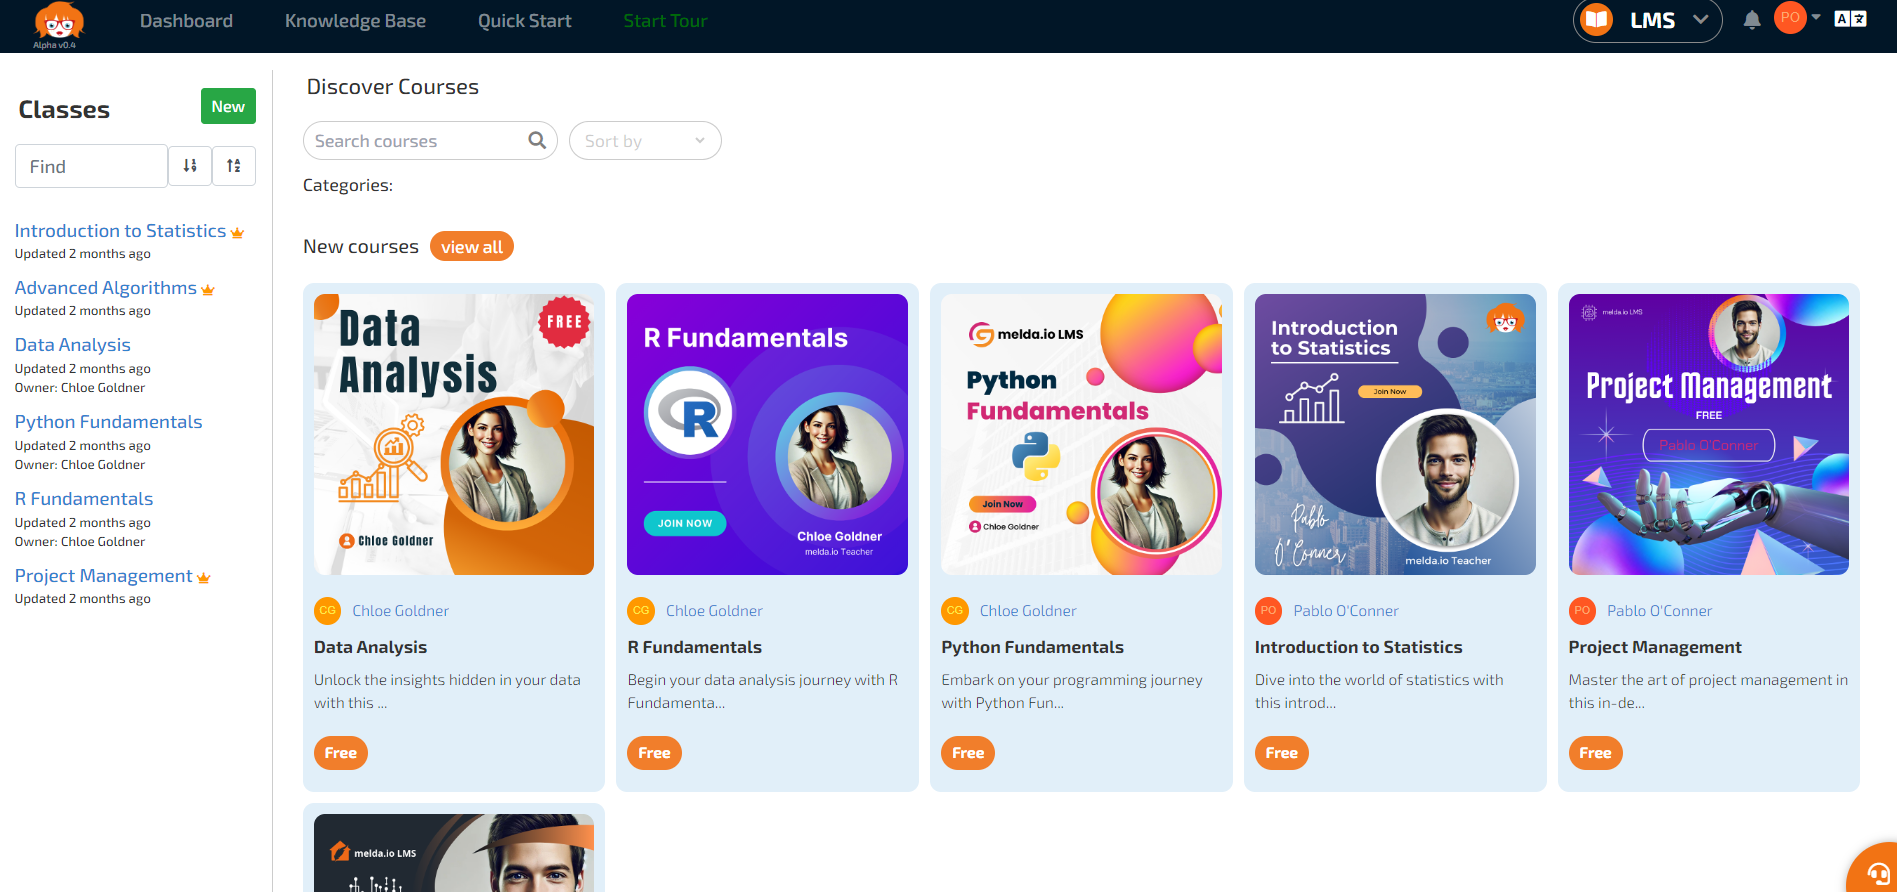 Alpha v0.4
Dashboard
Knowledge Base
Quick Start
Start Tour
LMS
PO
A
Classes
New
Find
Introduction to Statistics
Updated 2 months ago
Advanced Algorithms
Updated 2 months ago
Data Analysis
Updated 2 months ago
Owner: Chloe Goldner
Python Fundamentals
Updated 2 months ago
Owner: Chloe Goldner
R Fundamentals
Updated 2 months ago
Owner: Chloe Goldner
Project Management
Updated 2 months ago
Discover Courses
Search courses
Sort by
Categories:
New courses
view all
Data
Analysis
FREE
Chloe Goldner
CG
Chloe Goldner
Data Analysis
Unlock the insights hidden in your data
with this ...
Free
R Fundamentals
R
JOIN NOW
Chloe Goldner
melda.io Teacher
CG
Chloe Goldner
R Fundamentals
Begin your data analysis journey with R
Fundamenta...
Free
melda.io LMS
Python
Fundamentals
Join Now
Chloe Goldner
CG
Chloe Goldner
Python Fundamentals
Embark on your programming journey
with Python Fun...
Free
Introduction
to Statistics
Join Now
Pablo
O'Conner
melda.io Teacher
PO
Pablo O'Conner
Introduction to Statistics
Dive into the world of statistics with
this introd...
Free
melda.io LMS
Project Management
FREE
Pablo O'Conner
PO
Pablo O'Conner
Project Management
Master the art of project management in
this in-de...
Free
melda.io LMS